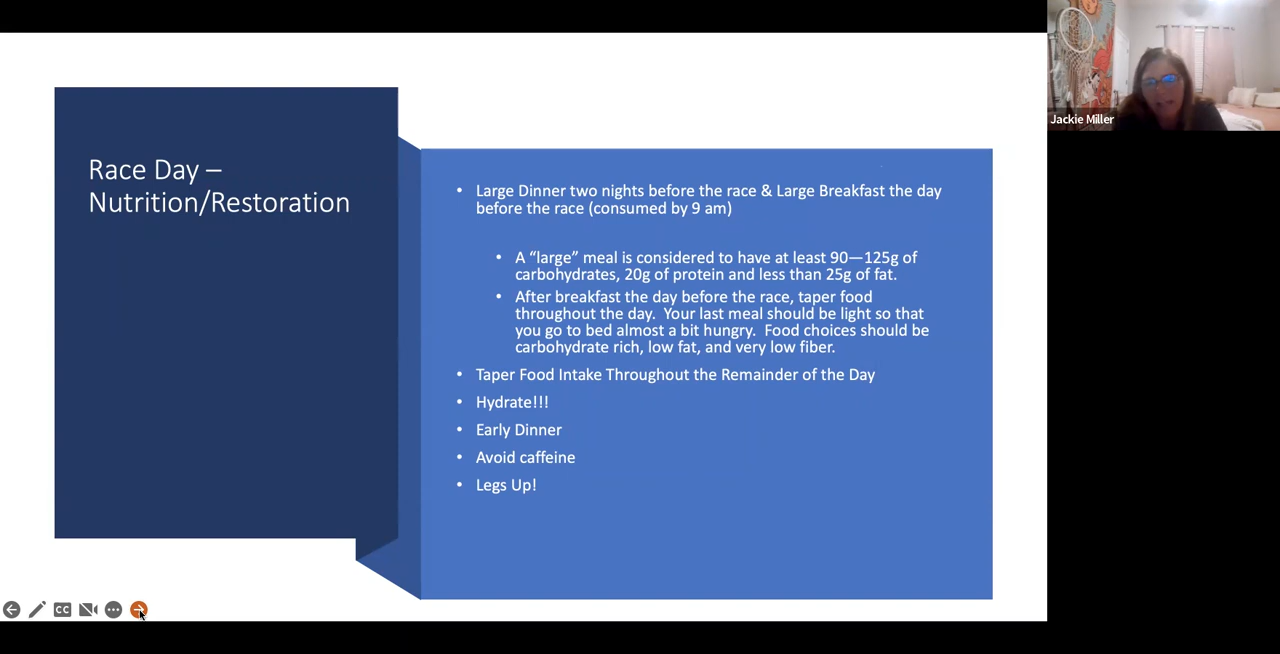 Race Day –
Nutrition/Restoration
• Large Dinner two nights before the race & Large Breakfast the day
before the race (consumed by 9 am)
• A “large” meal is considered to have at least 90—125g of
carbohydrates, 20g of protein and less than 25g of fat.
• After breakfast the day before the race, taper food
throughout the day.  Your last meal should be light so that
you go to bed almost a bit hungry.  Food choices should be
carbohydrate rich, low fat, and very low fiber.
• Taper Food Intake Throughout the Remainder of the Day
• Hydrate!!!
• Early Dinner
• Avoid caffeine
• Legs Up!
CC
Jackie Miller